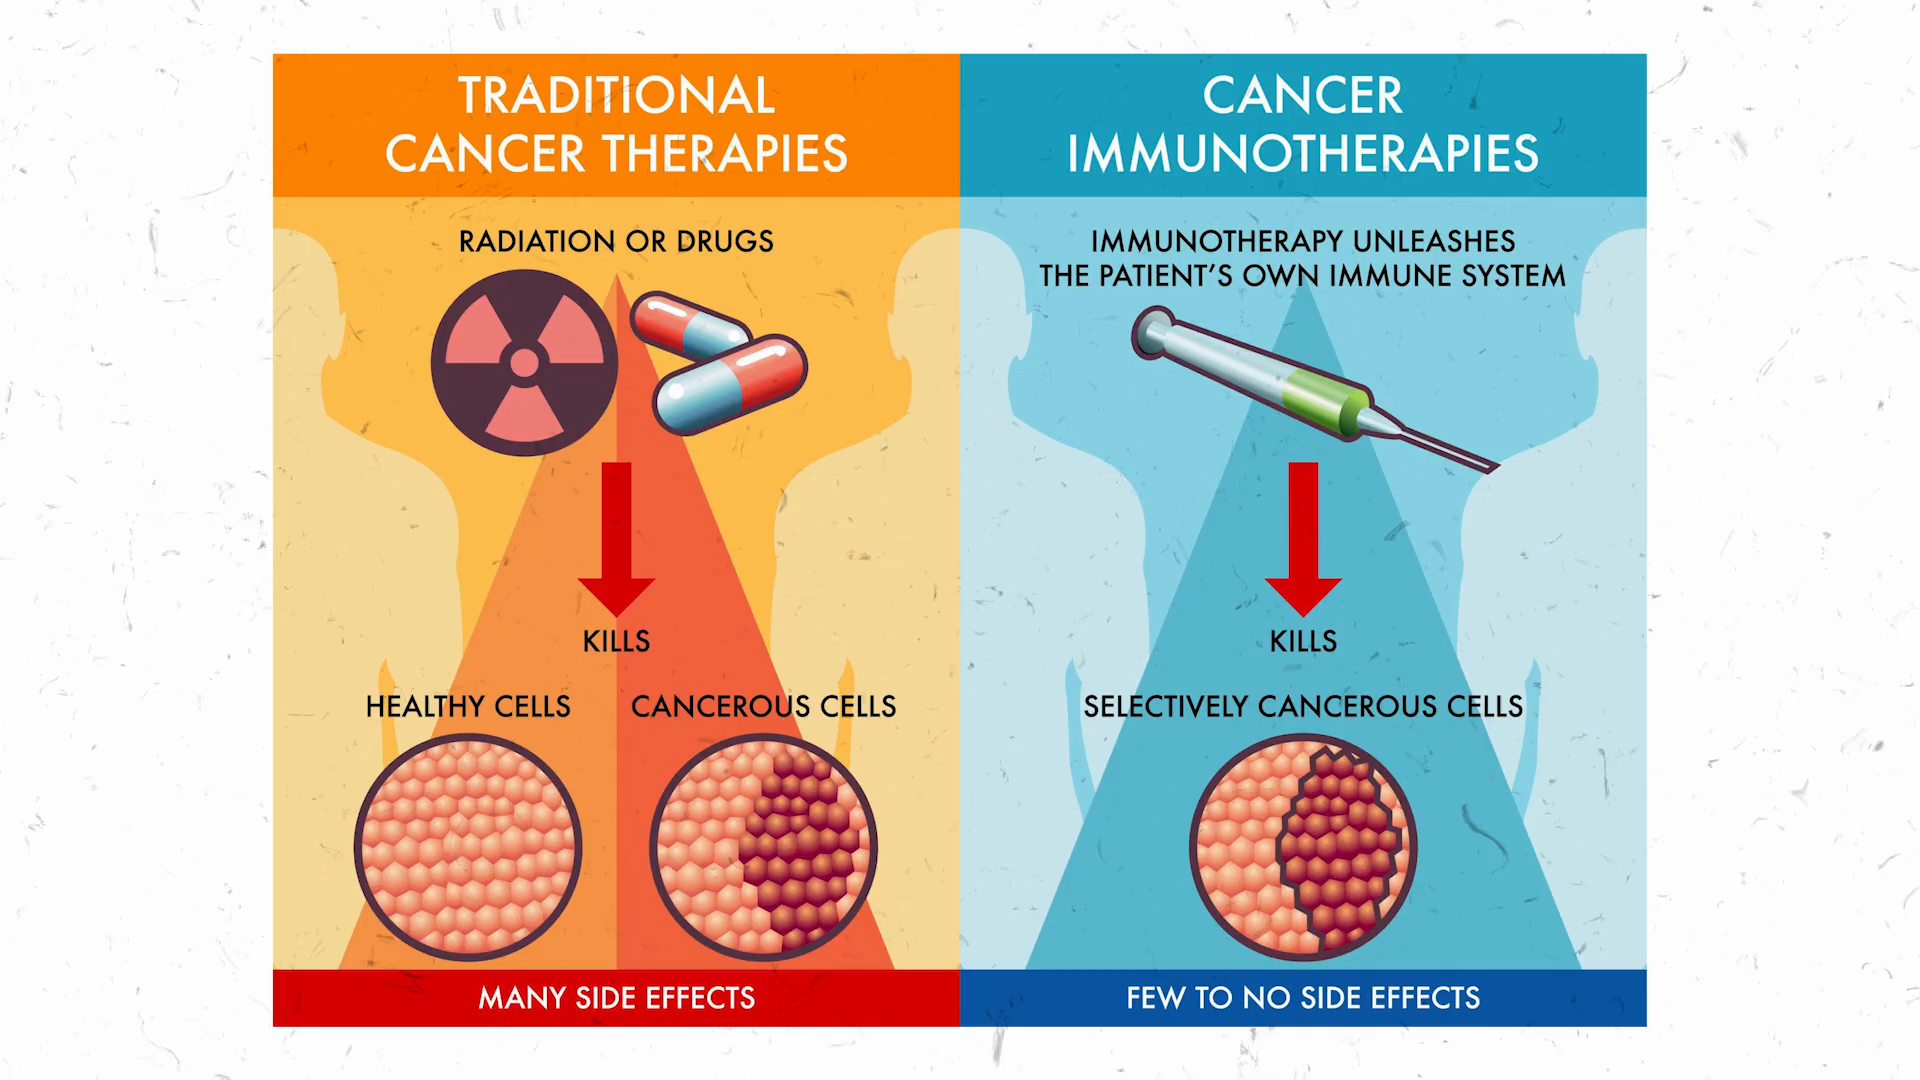 TRADITIONAL
CANCER THERAPIES
RADIATION OR DRUGS
KILLS
HEALTHY CELLS
CANCEROUS CELLS
MANY SIDE EFFECTS
CANCER
IMMUNOTHERAPIES
IMMUNOTHERAPY UNLEASHES
THE PATIENT'S OWN IMMUNE SYSTEM
KILLS
SELECTIVELY CANCEROUS CELLS
FEW TO NO SIDE EFFECTS